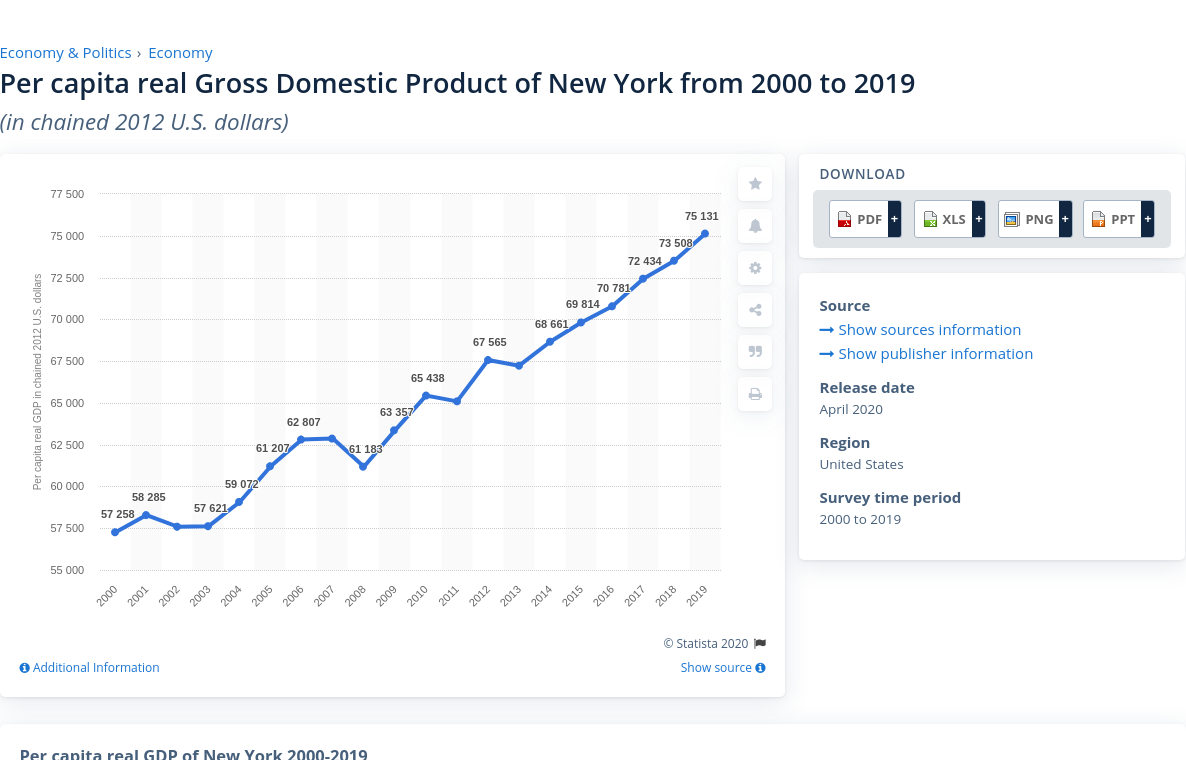 Economy & Politics › Economy
Per capita real Gross Domestic Product of New York from 2000 to 2019
(in chained 2012 U.S. dollars)
77 500
75 000
72 500
70 000
67 500
65 000
62 500
60 000
57 500
55 000
Per capita real GDP in chained 2012 U.S. dollars
57 258
58 285
57 621
59 072
61 207
62 807
61 183
63 357
65 438
67 565
68 661
69 814
70 781
72 434
73 508
75 131
2000
2001
2002
2003
2004
2005
2006
2007
2008
2009
2010
2011
2012
2013
2014
2015
2016
2017
2018
2019
© Statista 2020
Additional Information
Show source
DOWNLOAD
PDF + XLS + PNG + PPT +
Source
Show sources information
Show publisher information
Release date
April 2020
Region
United States
Survey time period
2000 to 2019
Per capita real GDP of New York 2000-2019